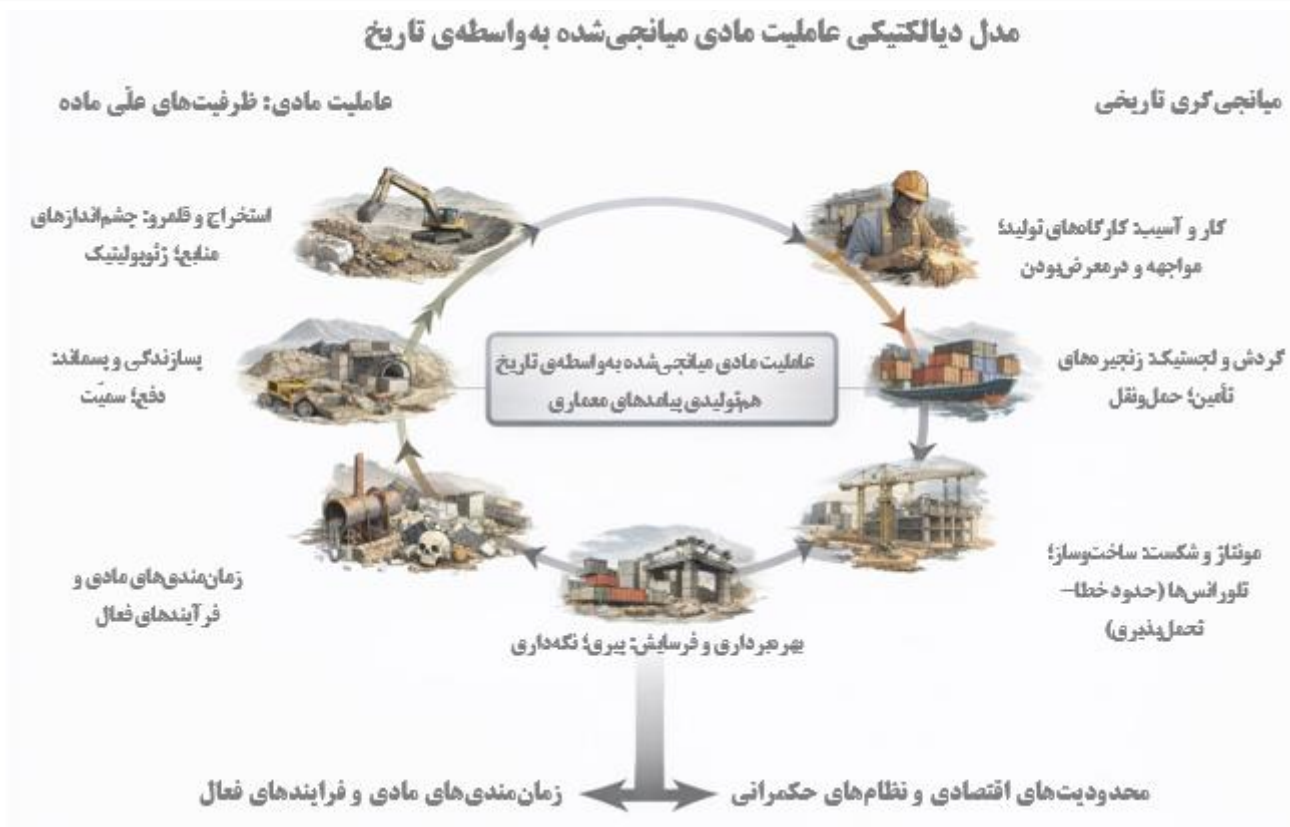 مدل دیالکتیکی عاملیت مادی میانجی‌شده به‌واسطه‌ی تاریخ
میانجی‌گری تاریخی
عاملیت مادی: ظرفیت‌های علّی ماده
کار و آسیب: کارگاه‌های تولید؛
مواجهه و درمعرض‌بودن
استخراج و قلمرو: چشم‌اندازهای
منابع؛ ژئوپولیتیک
عاملیت مادی میانجی‌شده به‌واسطه‌ی تاریخ
هم‌تولیدی پیامدهای معماری
گردش و لجستیک: زنجیره‌های
تأمین؛ حمل‌ونقل
پسازندگی و پسماند:
دفع؛ سمیّت
مونتاژ و شکست: ساخت‌وساز؛
تلورانس‌ها (حدود خطا–
تحمل‌پذیری)
زمان‌مندی‌های مادی و
فرآیندهای فعال
بهره‌برداری و فرسایش: پیری؛ نگه‌داری
محدودیت‌های اقتصادی و نظام‌های حکمرانی
زمان‌مندی‌های مادی و فرایندهای فعال